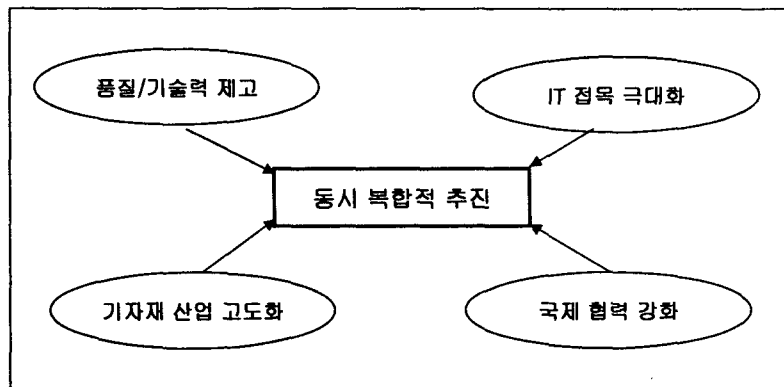 품질/기술력 제고
IT 접목 극대화
동시 복합적 추진
기자재 산업 고도화
국제 협력 강화